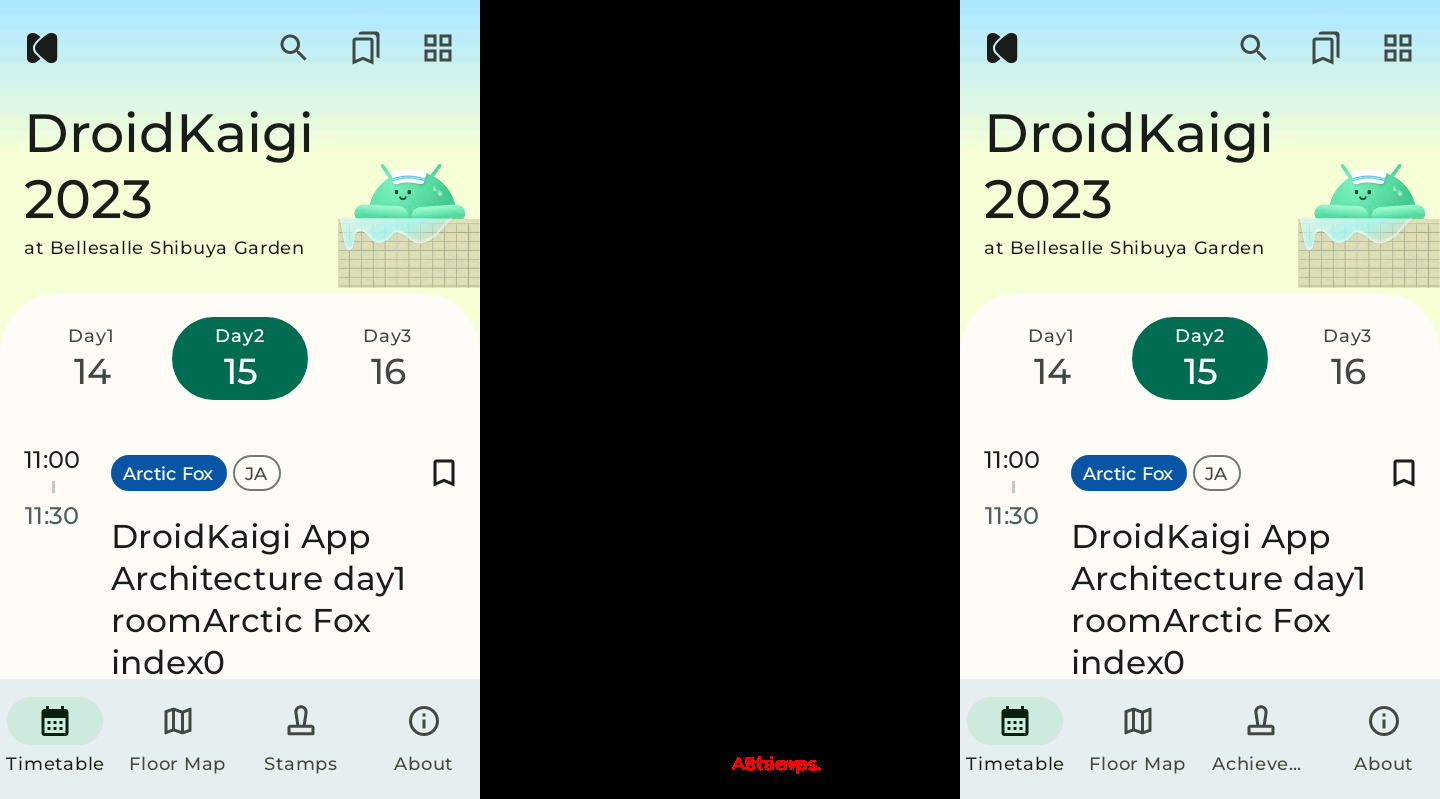 DroidKaigi
2023
at Bellesalle Shibuya Garden
Day1
14
Day2
15
Day3
16
11:00
11:30
Arctic Fox
JA
DroidKaigi App
Architecture day1
roomArctic Fox
index0
Timetable
Floor Map
Stamps
About
DroidKaigi
2023
at Bellesalle Shibuya Garden
Day1
14
Day2
15
Day3
16
11:00
11:30
Arctic Fox
JA
DroidKaigi App
Architecture day1
roomArctic Fox
index0
Timetable
Floor Map
Achieve…
About